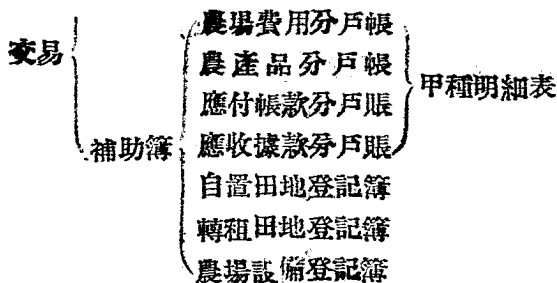 交易
補助簿
農場費用分戶帳
農產品分戶帳
應付帳款分戶賬
應收據款分戶賬
自置田地登記簿
轉租田地登記簿
農場設備登記簿
甲種明細表